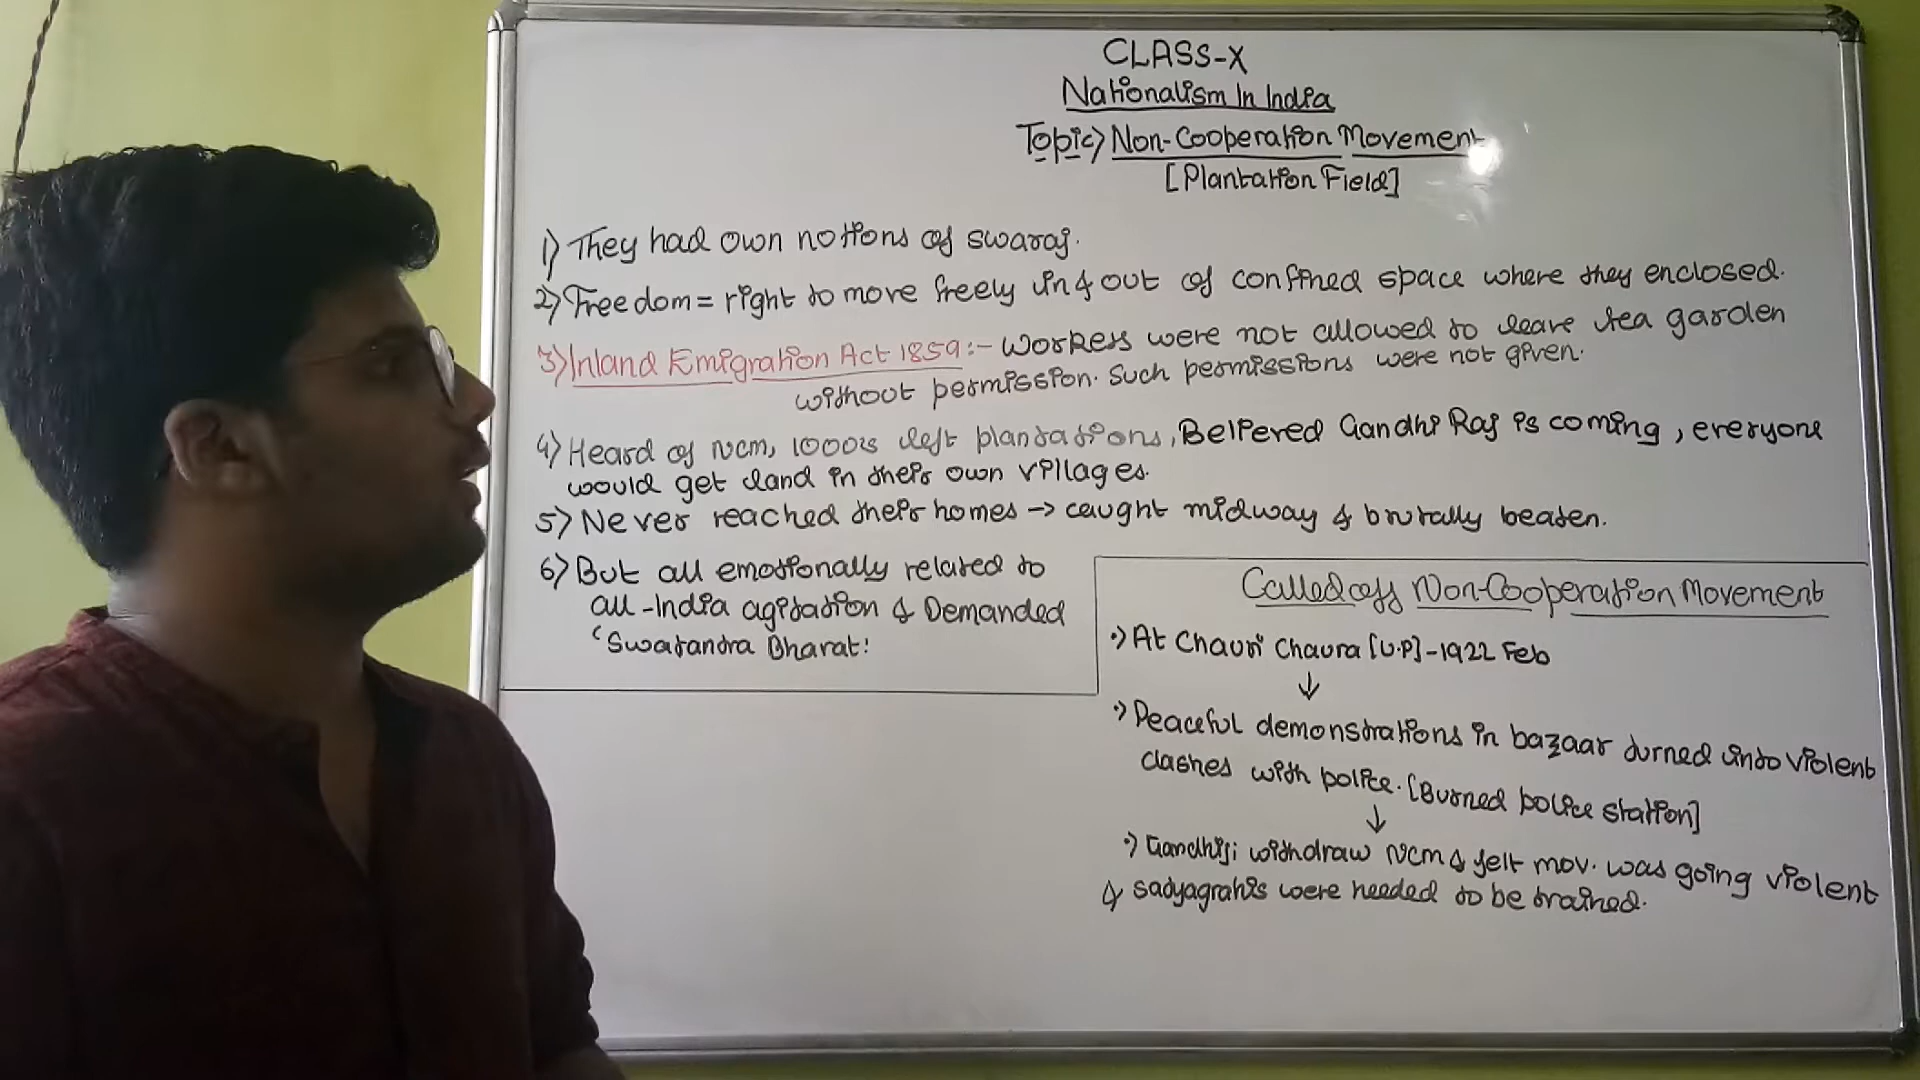 CLASS-X
Nationalism In India
Topic> Non-Cooperation Movement
[Plantation Field]
1) They had own notions of swaraj.
2) Freedom = right to move freely in & out of confined space where they enclosed.
3) Inland Emigration Act 1859:- Workers were not allowed to leave tea garden
without permission. Such permissions were not given.
4) Heard of NCM, 1000s left plantations, Believed Gandhi Raj is coming, everyone
would get land in their own villages.
5) Never reached their homes → caught midway & brutally beaten.
6) But all emotionally related to
all-India agitation & Demanded
'Swatandra Bharat!
Called off Non-Cooperation Movement
•) At Chauri Chaura [U.P] - 1922 Feb
↓
•) Peaceful demonstrations in bazaar turned into violent
clashes with police. [Burned police station]
↓
•) Gandhiji withdraw NCM & felt mov. was going violent
& satyagrahis were needed to be trained.